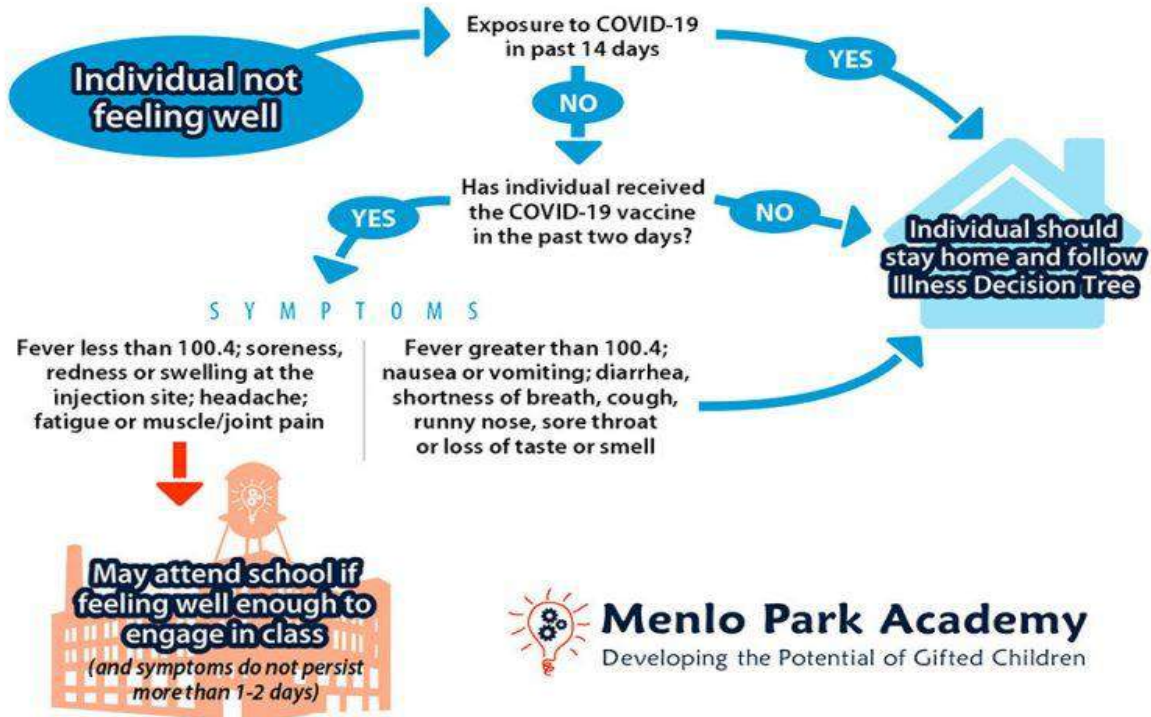 Individual not
feeling well
Exposure to COVID-19
in past 14 days
YES
NO
Has individual received
the COVID-19 vaccine
in the past two days?
YES
NO
Individual should
stay home and follow
Illness Decision Tree
SYMPTOMS
Fever less than 100.4; soreness,
redness or swelling at the
injection site; headache;
fatigue or muscle/joint pain
Fever greater than 100.4;
nausea or vomiting; diarrhea,
shortness of breath, cough,
runny nose, sore throat
or loss of taste or smell
May attend school if
feeling well enough to
engage in class
(and symptoms do not persist
more than 1-2 days)
Menlo Park Academy
Developing the Potential of Gifted Children